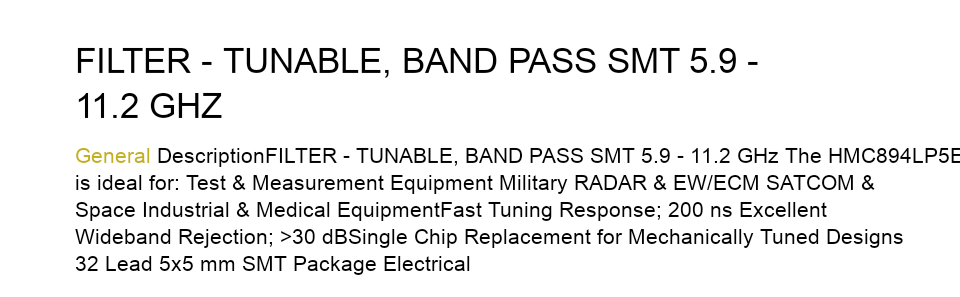 FILTER - TUNABLE, BAND PASS SMT 5.9 -
11.2 GHZ
General DescriptionFILTER - TUNABLE, BAND PASS SMT 5.9 - 11.2 GHz The HMC894LP5E
is ideal for: Test & Measurement Equipment Military RADAR & EW/ECM SATCOM &
Space Industrial & Medical EquipmentFast Tuning Response; 200 ns Excellent
Wideband Rejection; >30 dBSingle Chip Replacement for Mechanically Tuned Designs
32 Lead 5x5 mm SMT Package Electrical